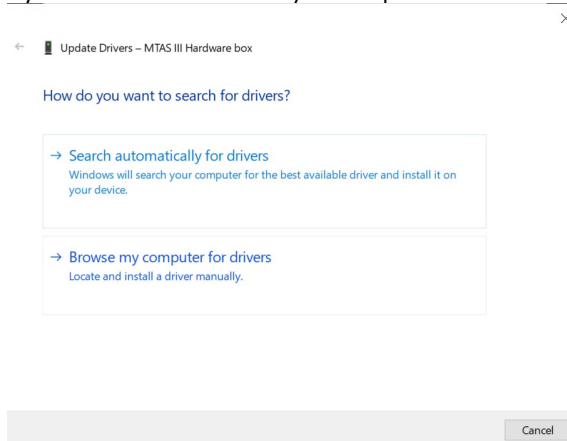 Update Drivers – MTAS III Hardware box
How do you want to search for drivers?
Search automatically for drivers
Windows will search your computer for the best available driver and install it on
your device.
Browse my computer for drivers
Locate and install a driver manually.
Cancel